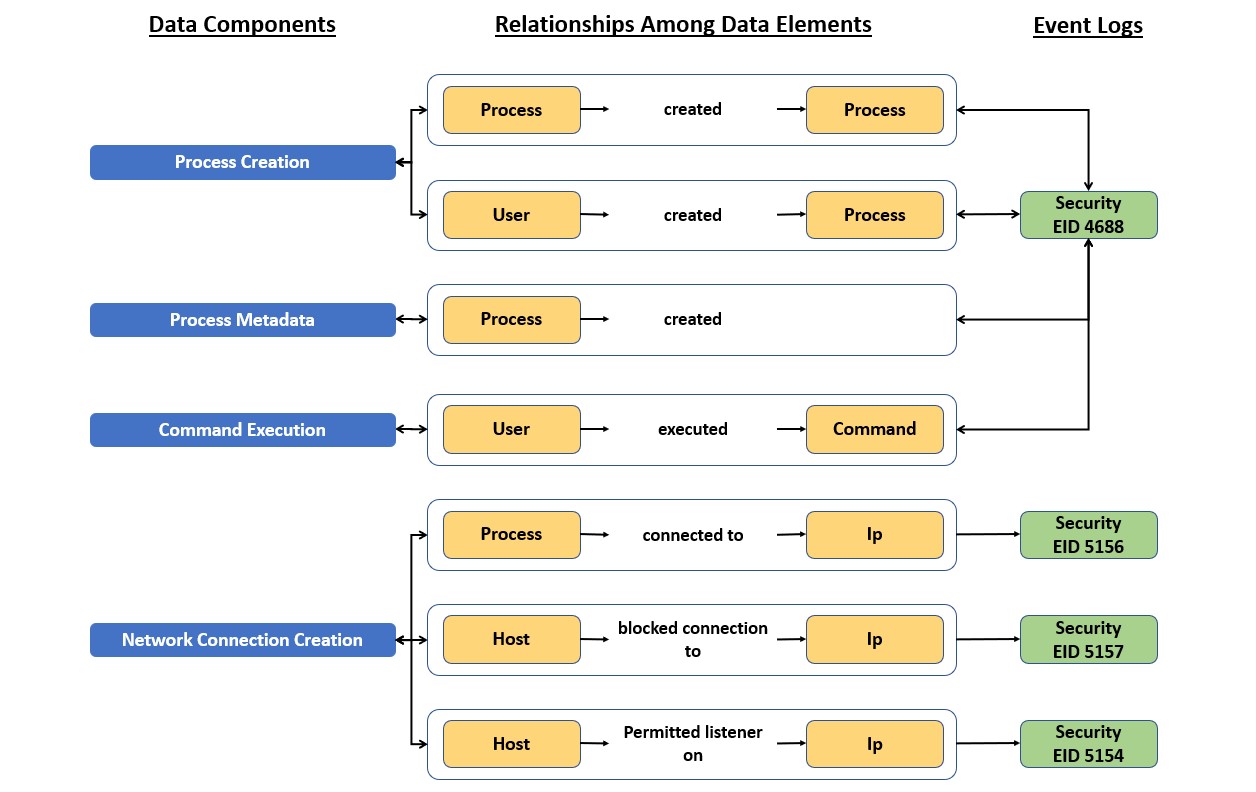 Data Components
Relationships Among Data Elements
Event Logs
Process
created
Process
Process Creation
User
created
Process
Security
EID 4688
Process Metadata
Process
created
Command Execution
User
executed
Command
Process
connected to
Ip
Security
EID 5156
Network Connection Creation
Host
blocked connection
to
Ip
Security
EID 5157
Host
Permitted listener
on
Ip
Security
EID 5154